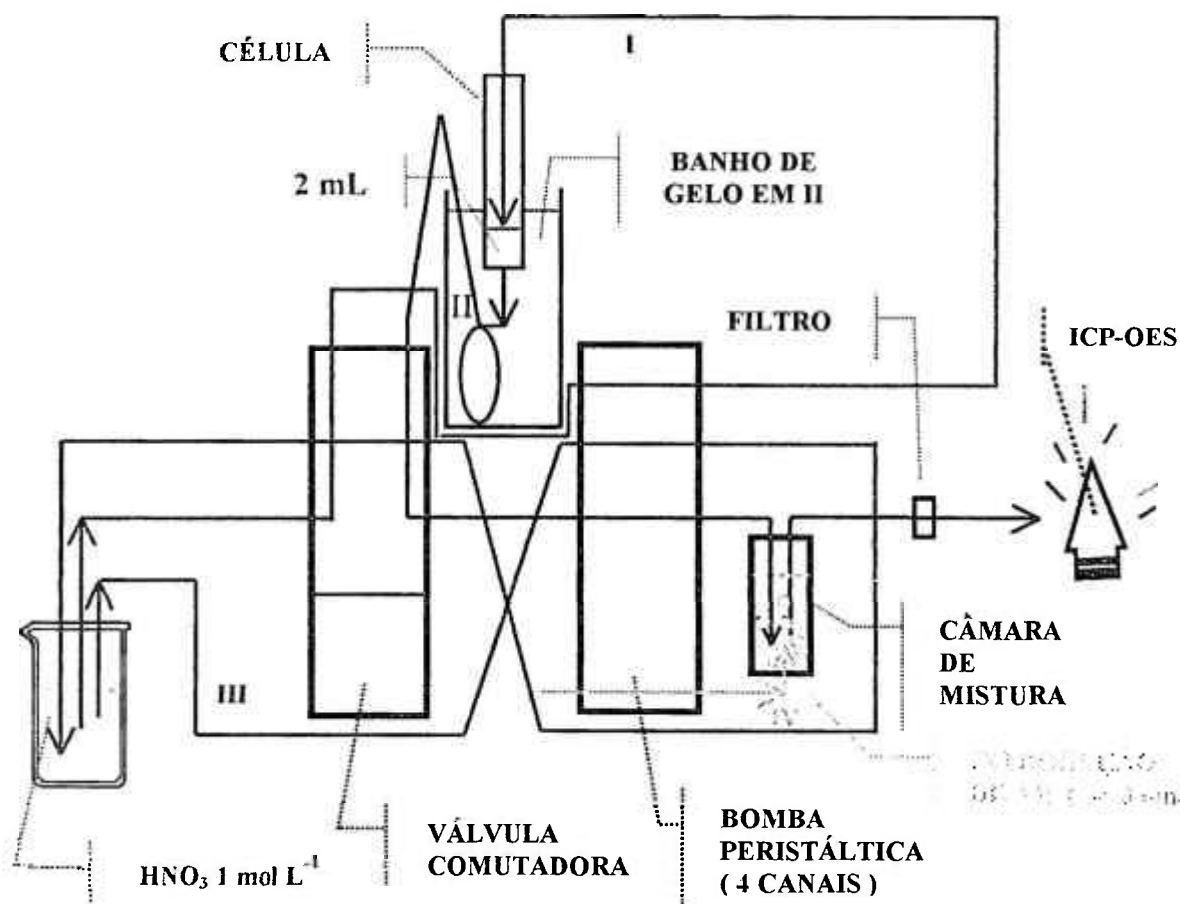 I
CÉLULA
BANHO DE
GELO EM II
2 mL
II
FILTRO
ICP-OES
CÂMARA
DE
MISTURA
III
VÁLVULA
COMUTADORA
BOMBA
PERISTÁLTICA
( 4 CANAIS )
HNO₃ 1 mol L⁻¹